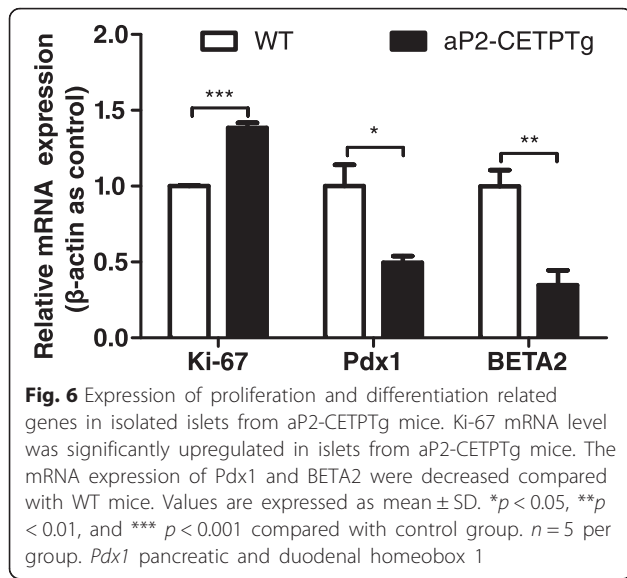 Relative mRNA expression
(β-actin as control)
2.0
1.5
1.0
0.5
0.0
WT aP2-CETPTg
***
*
**
Ki-67 Pdx1 BETA2
Fig. 6 Expression of proliferation and differentiation related
genes in isolated islets from aP2-CETPTg mice. Ki-67 mRNA level
was significantly upregulated in islets from aP2-CETPTg mice. The
mRNA expression of Pdx1 and BETA2 were decreased compared
with WT mice. Values are expressed as mean ± SD. *p < 0.05, **p
< 0.01, and *** p < 0.001 compared with control group. n = 5 per
group. Pdx1 pancreatic and duodenal homeobox 1